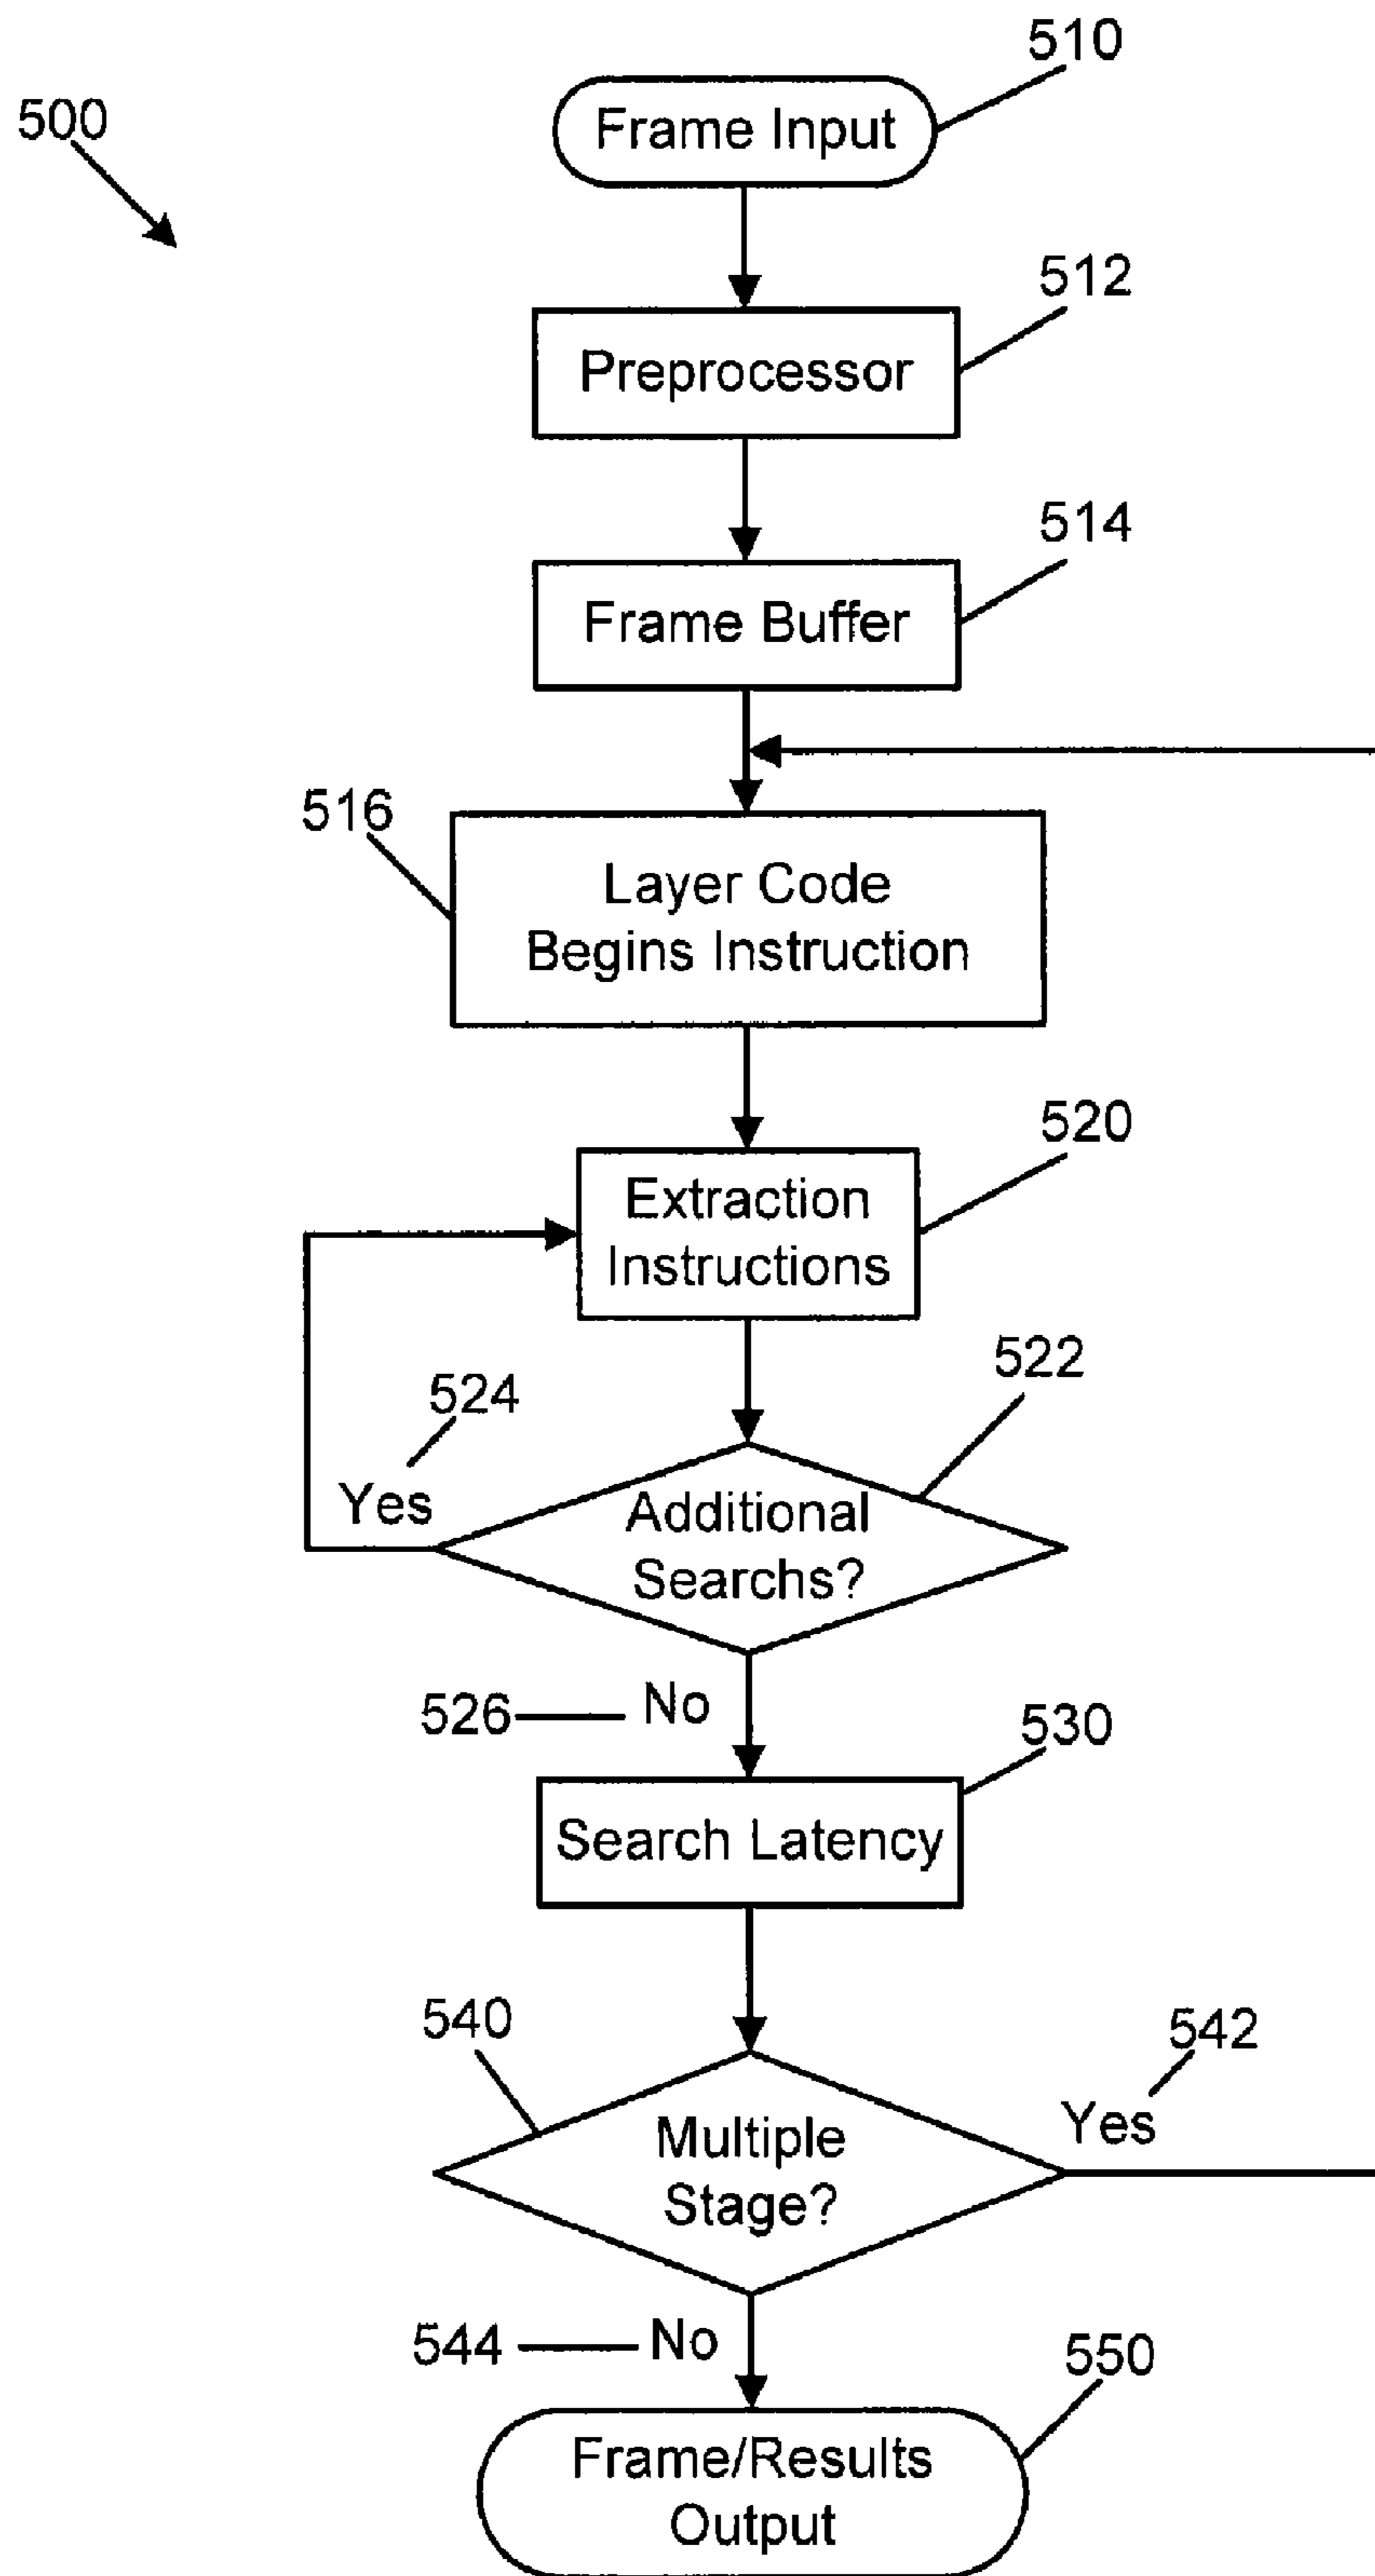 510
500
Frame Input
512
Preprocessor
514
Frame Buffer
516
Layer Code
Begins Instruction
520
Extraction
Instructions
522
524
Yes
Additional
Searchs?
526
No
530
Search Latency
540
542
Yes
Multiple
Stage?
544
No
550
Frame/Results
Output